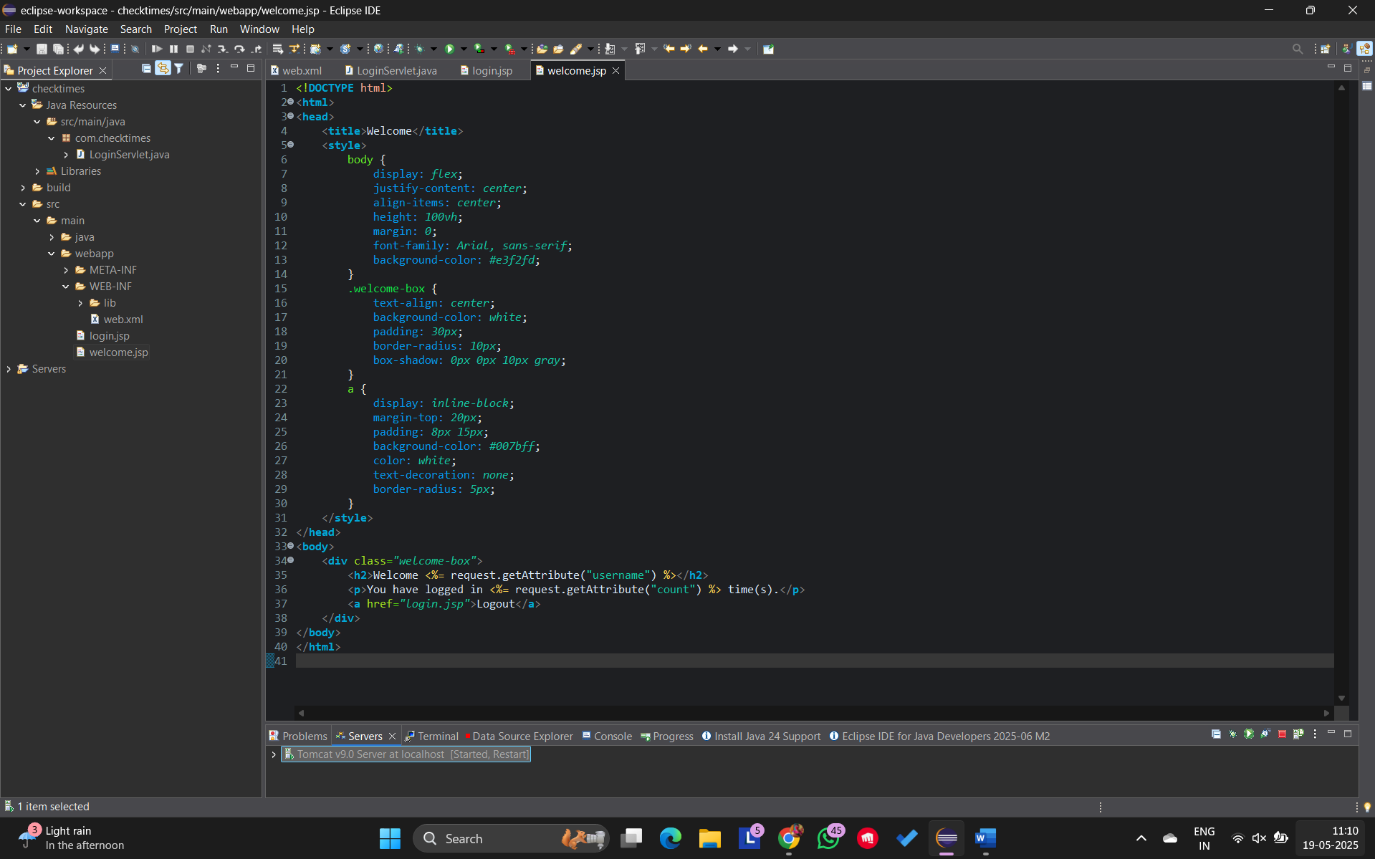 eclipse-workspace - checktimes/src/main/webapp/welcome.jsp - Eclipse IDE
File Edit Navigate Search Project Run Window Help
Project Explorer
checktimes
Java Resources
src/main/java
com.checktimes
LoginServlet.java
Libraries
build
src
main
java
webapp
META-INF
WEB-INF
lib
web.xml
login.jsp
welcome.jsp
Servers
web.xml LoginServlet.java login.jsp welcome.jsp
1 <!DOCTYPE html>
2 <html>
3 <head>
4 <title>Welcome</title>
5 <style>
6 body {
7 display: flex;
8 justify-content: center;
9 align-items: center;
10 height: 100vh;
11 margin: 0;
12 font-family: Arial, sans-serif;
13 background-color: #e3f2fd;
14 }
15 .welcome-box {
16 text-align: center;
17 background-color: white;
18 padding: 30px;
19 border-radius: 10px;
20 box-shadow: 0px 0px 10px gray;
21 }
22 a {
23 display: inline-block;
24 margin-top: 20px;
25 padding: 8px 15px;
26 background-color: #007bff;
27 color: white;
28 text-decoration: none;
29 border-radius: 5px;
30 }
31 </style>
32 </head>
33 <body>
34 <div class="welcome-box">
35 <h2>Welcome <%= request.getAttribute("username") %></h2>
36 <p>You have logged in <%= request.getAttribute("count") %> time(s).</p>
37 <a href="login.jsp">Logout</a>
38 </div>
39 </body>
40 </html>
41
Problems Servers Terminal Data Source Explorer Console Progress Install Java 24 Support Eclipse IDE for Java Developers 2025-06 M2
Tomcat v9.0 Server at localhost [Started, Restart]
1 item selected
3
Light rain
In the afternoon
Search
L 5
45
W
ENG
IN
11:10
19-05-2025